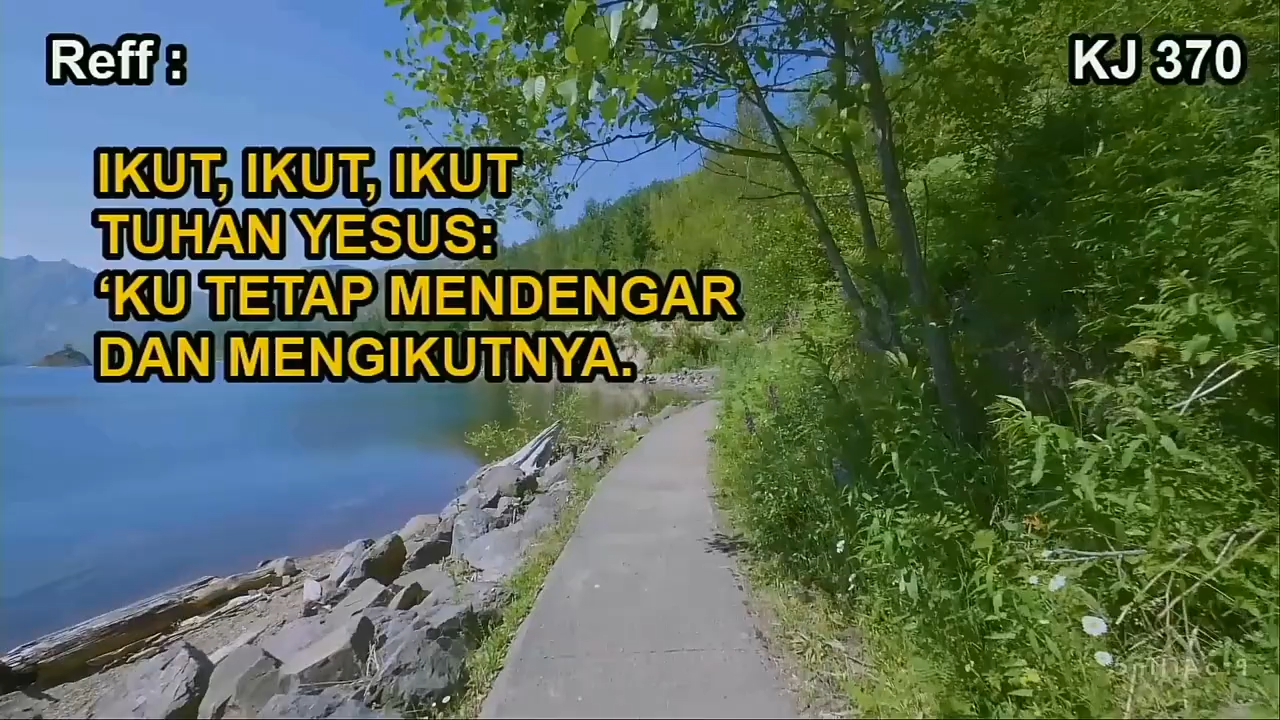 Reff :
KJ 370
IKUT, IKUT, IKUT
TUHAN YESUS:
‘KU TETAP MENDENGAR
DAN MENGIKUTNYA.